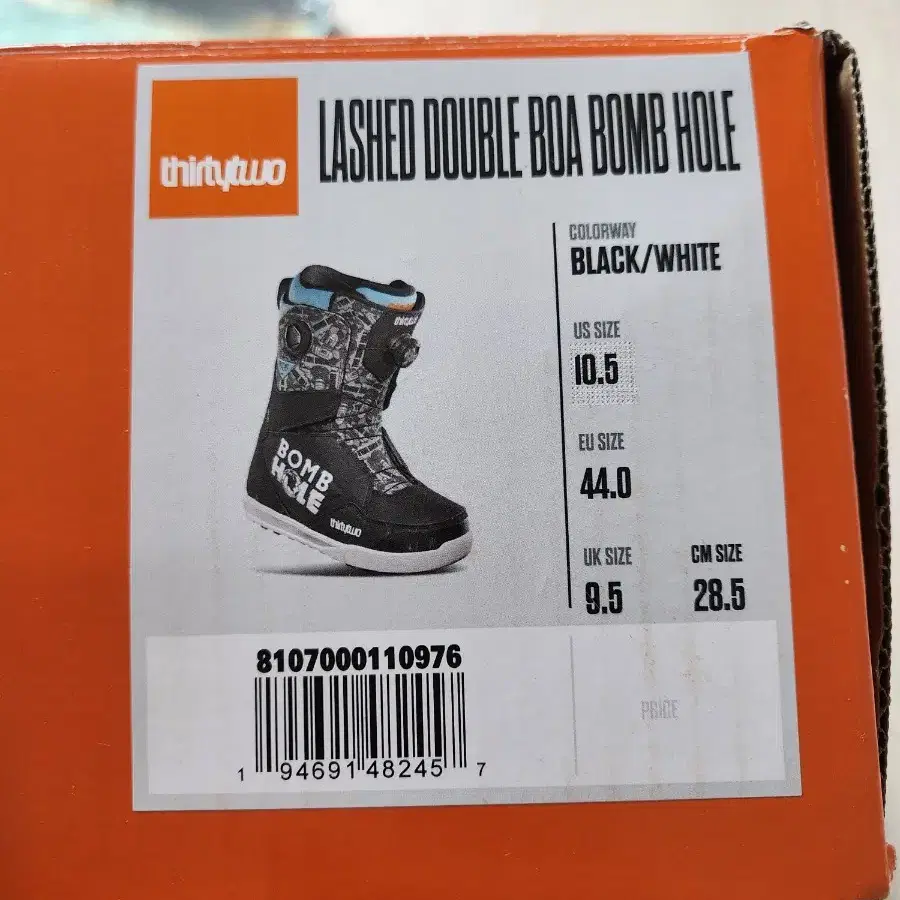 thirtytwo
LASHED DOUBLE BOA BOMB HOLE
COLORWAY
BLACK/WHITE
US SIZE
10.5
EU SIZE
44.0
UK SIZE
9.5
CM SIZE
28.5
thirtytwo
BOMB
HOLE
thirtytwo
8107000110976
1 94691 48245 7
PRICE